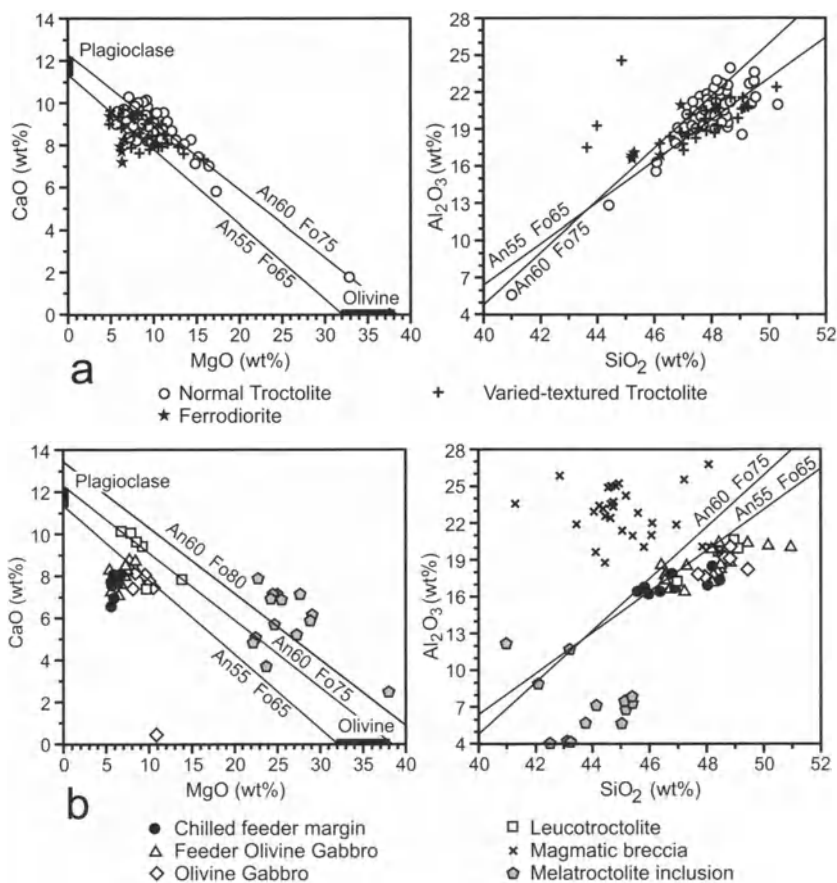 14
12
10
8
6
4
2
0
CaO (wt%)
Plagioclase
An60 Fo75
An55 Fo65
Olivine
0 5 10 15 20 25 30 35 40
MgO (wt%)
28
25
22
19
16
13
9
6
4
Al2O3 (wt%)
An55 Fo65
An60 Fo75
40 42 44 46 48 50 52
SiO2 (wt%)
a
Normal Troctolite
Varied-textured Troctolite
Ferrodiorite
14
12
10
8
6
4
2
0
CaO (wt%)
Plagioclase
An60 Fo80
An60 Fo75
An55 Fo65
Olivine
0 5 10 15 20 25 30 35 40
MgO (wt%)
28
25
22
19
16
13
9
6
4
Al2O3 (wt%)
An60 Fo75
An55 Fo65
40 42 44 46 48 50 52
SiO2 (wt%)
b
Chilled feeder margin
Leucotroctolite
Feeder Olivine Gabbro
Magmatic breccia
Olivine Gabbro
Melatroctolite inclusion